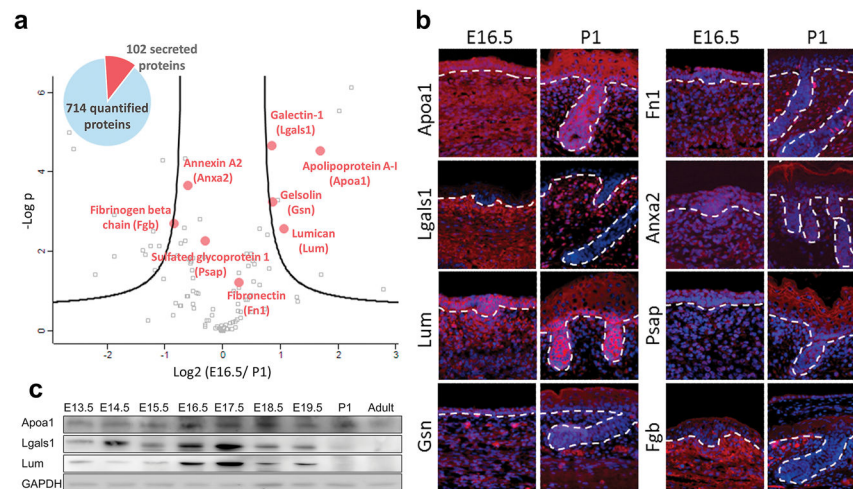 a
102 secreted
proteins
714 quantified
proteins
6
4
2
0
-Log p
Galectin-1
(Lgals1)
Annexin A2
(Anxa2)
Apolipoprotein A-I
(Apoa1)
Gelsolin
(Gsn)
Fibrinogen beta
chain (Fgb)
Lumican
(Lum)
Sulfated glycoprotein 1
(Psap)
Fibronectin
(Fn1)
-2 -1 0 1 2 3
Log2 (E16.5/ P1)
b
E16.5 P1 E16.5 P1
Apoa1 Fn1
Lgals1 Anxa2
Lum Psap
Gsn Fgb
c
E13.5 E14.5 E15.5 E16.5 E17.5 E18.5 E19.5 P1 Adult
Apoa1
Lgals1
Lum
GAPDH